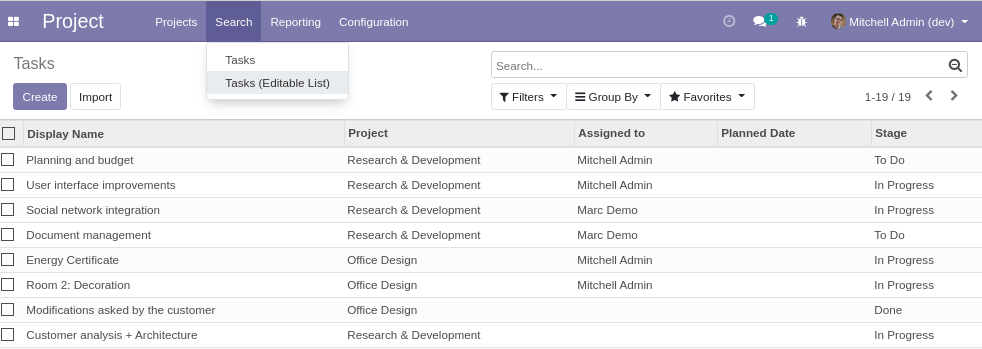 Project Projects Search Reporting Configuration 1 Mitchell Admin (dev)
Tasks
Tasks (Editable List)
Tasks
Search...
Create Import Filters Group By Favorites 1-19 / 19
Display Name Project Assigned to Planned Date Stage
Planning and budget Research & Development Mitchell Admin To Do
User interface improvements Research & Development Mitchell Admin In Progress
Social network integration Research & Development Marc Demo In Progress
Document management Research & Development Marc Demo To Do
Energy Certificate Office Design Mitchell Admin In Progress
Room 2: Decoration Office Design Mitchell Admin In Progress
Modifications asked by the customer Office Design Done
Customer analysis + Architecture Research & Development In Progress